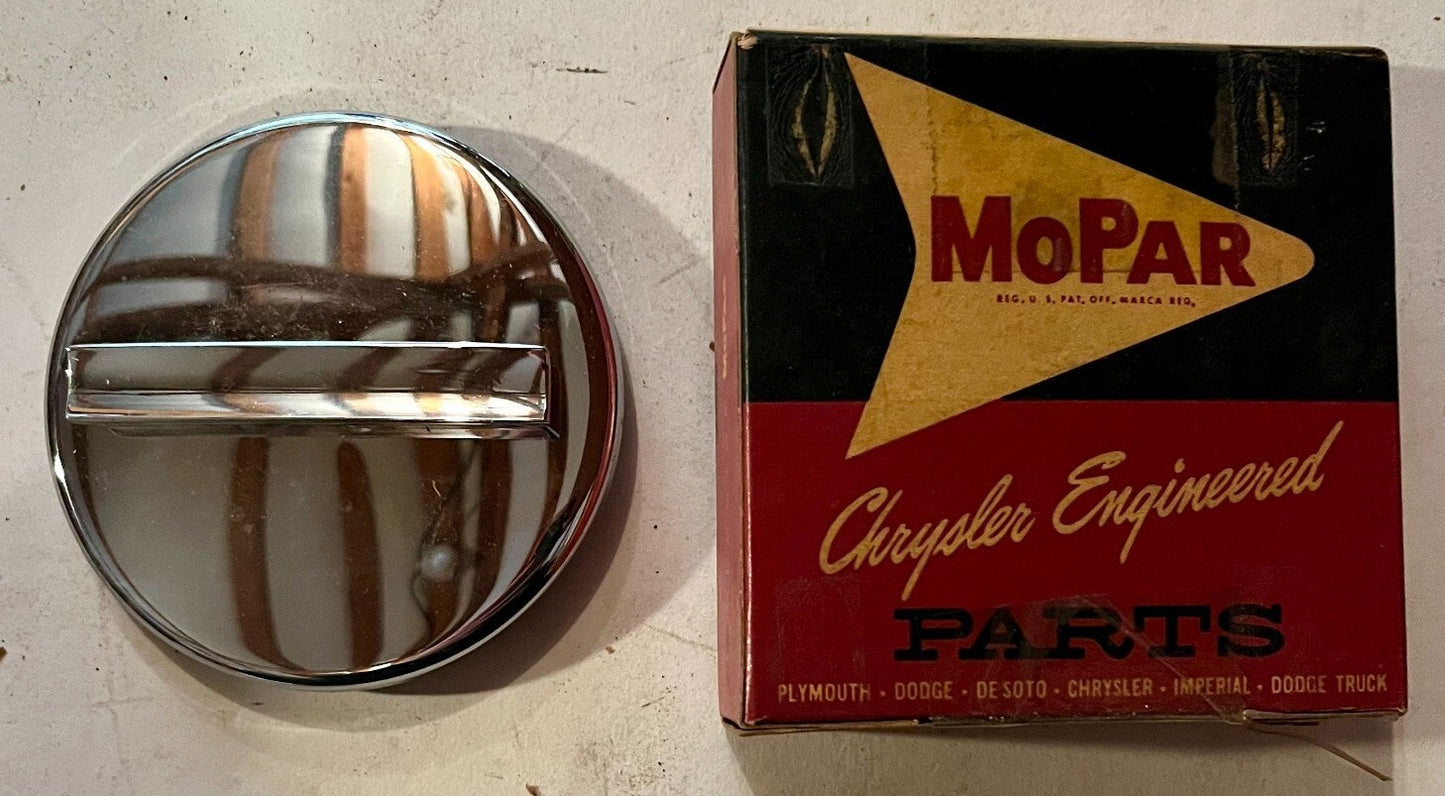 MOPAR
REG. U. S. PAT. OFF. MARCA REG.
Chrysler Engineered
PARTS
PLYMOUTH • DODGE • DE SOTO • CHRYSLER • IMPERIAL • DODGE TRUCK